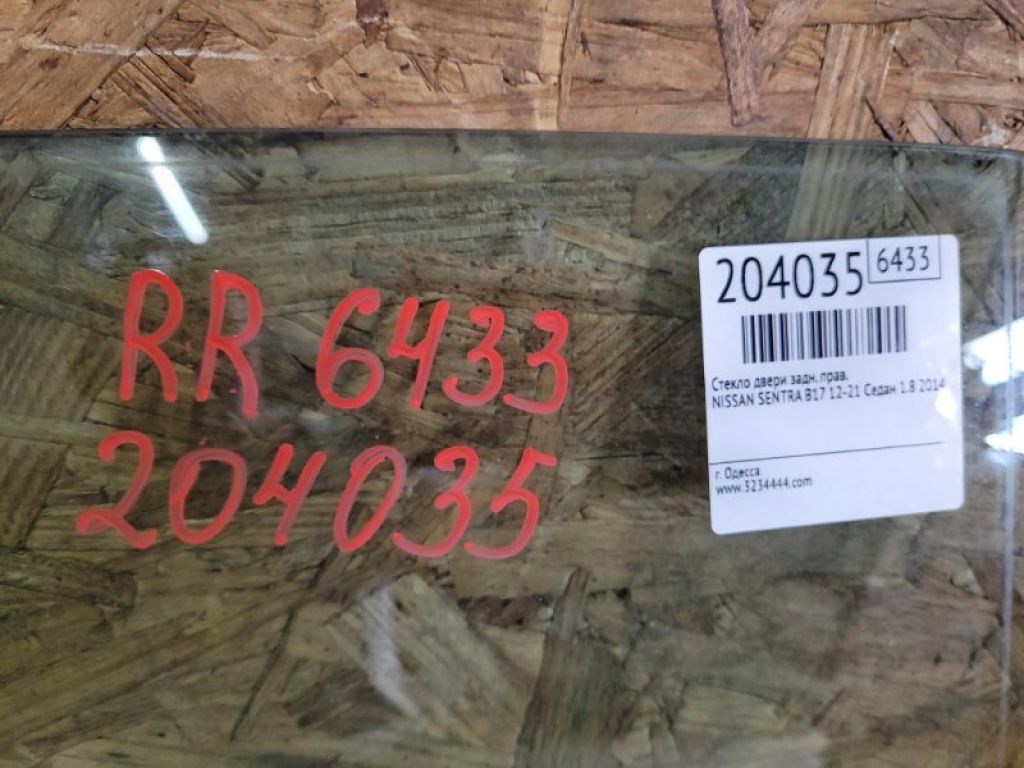 RR 6433
204035
204035 6433
Стекло двери задн. прав.
NISSAN SENTRA B17 12-21 Седан 1.8 2014
г. Одесса
www.3234444.com